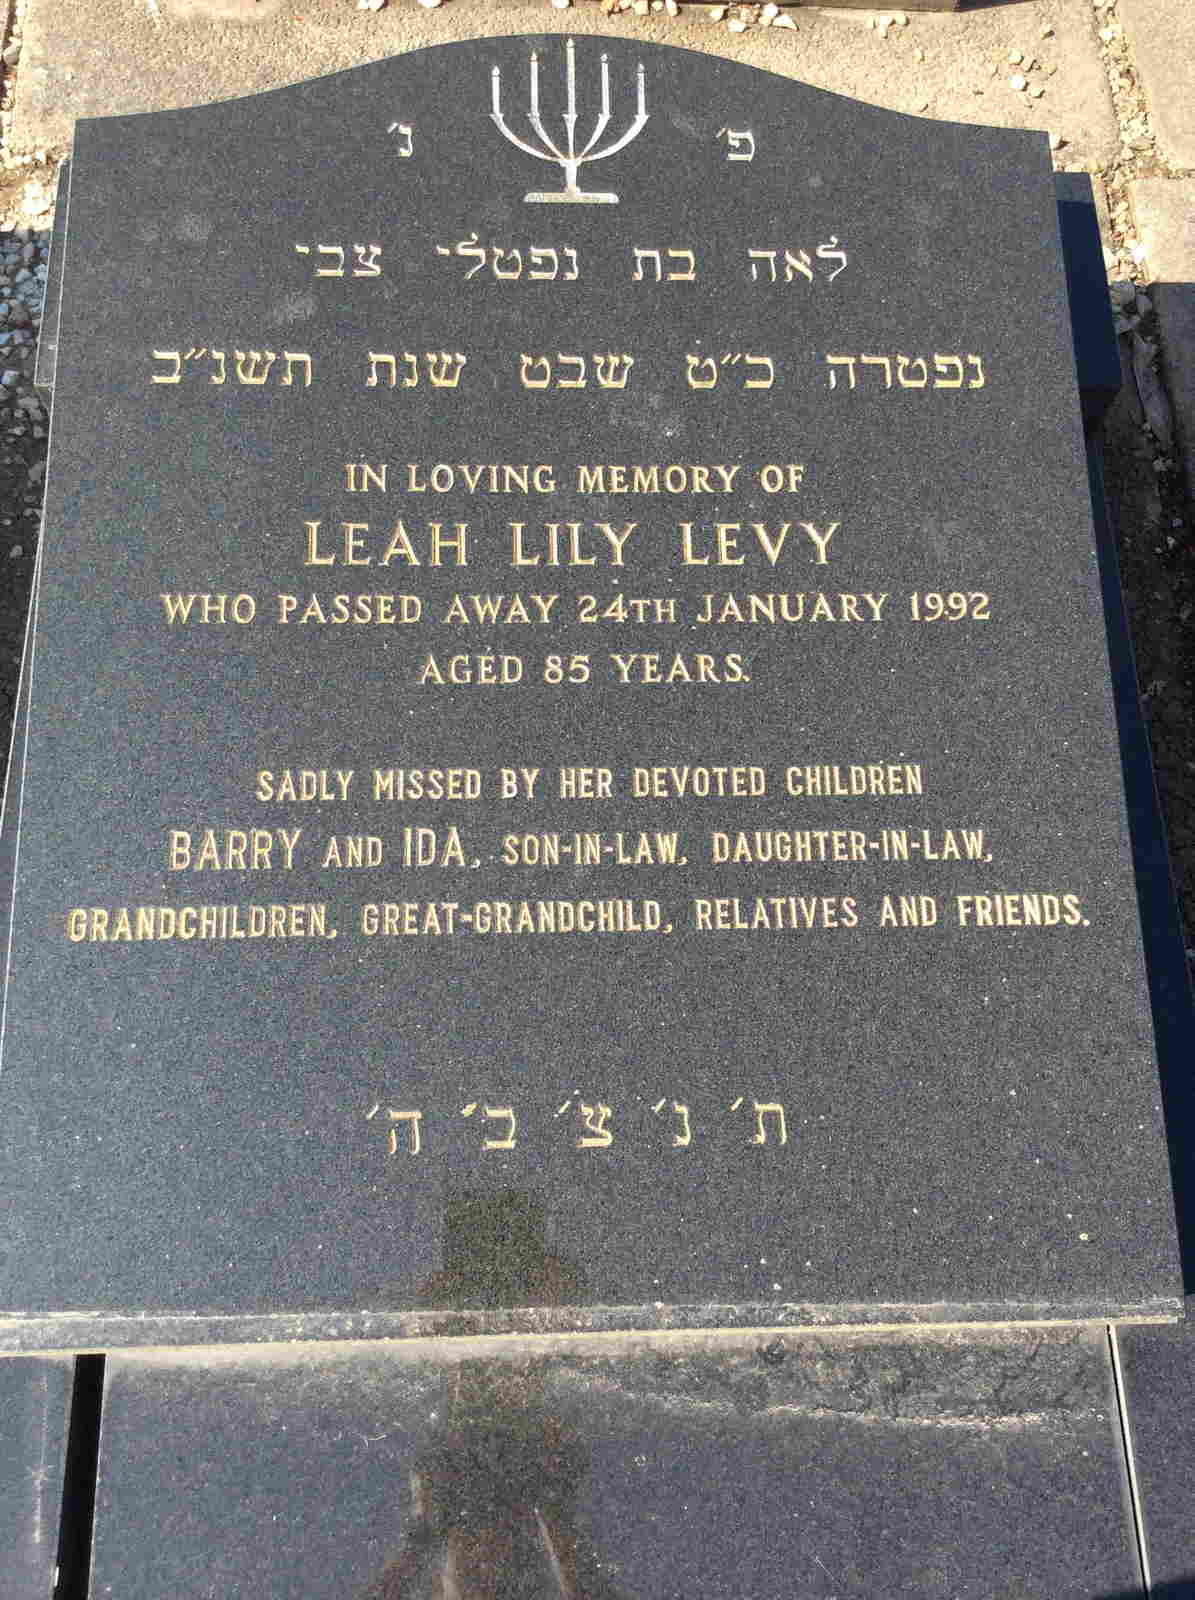 פ׳ נ׳
לאה בת נפטלי צבי
נפטרה כ״ט שבט שנת תשנ״ב
IN LOVING MEMORY OF
LEAH LILY LEVY
WHO PASSED AWAY 24TH JANUARY 1992
AGED 85 YEARS.
SADLY MISSED BY HER DEVOTED CHILDREN
BARRY AND IDA, SON-IN-LAW, DAUGHTER-IN-LAW,
GRANDCHILDREN, GREAT-GRANDCHILD, RELATIVES AND FRIENDS.
ת׳ נ׳ צ׳ ב׳ ה׳